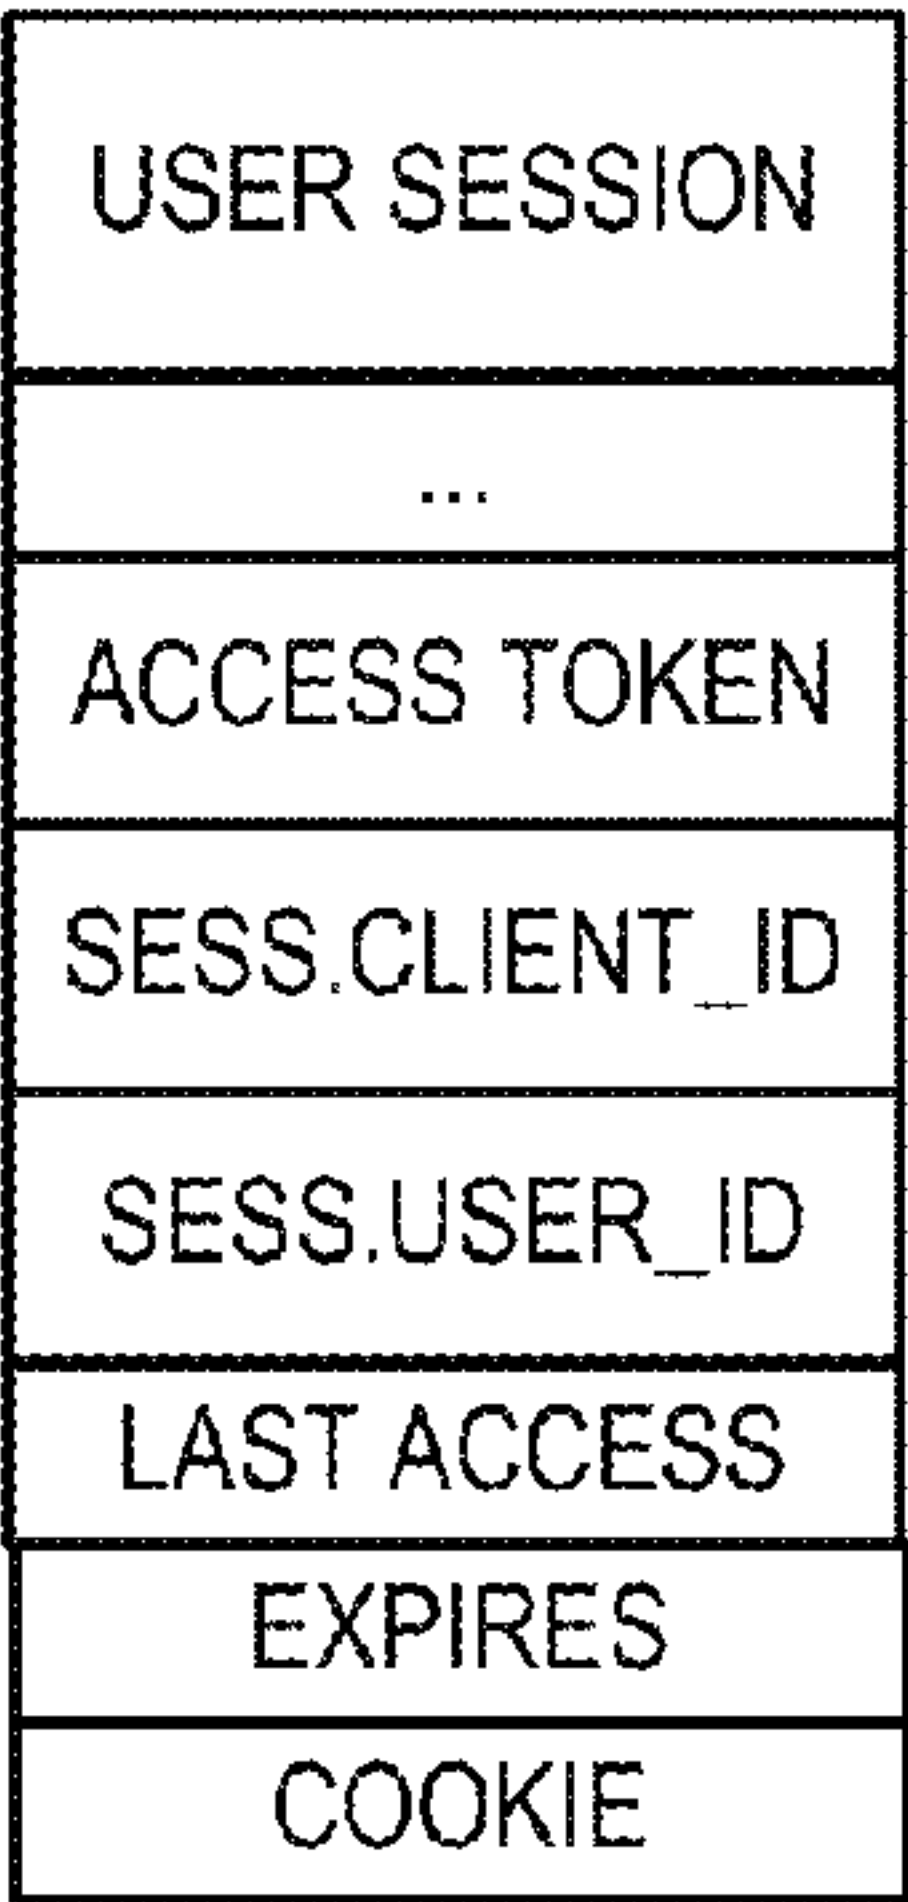 USER SESSION
...
ACCESS TOKEN
SESS.CLIENT_ID
SESS.USER_ID
LAST ACCESS
EXPIRES
COOKIE